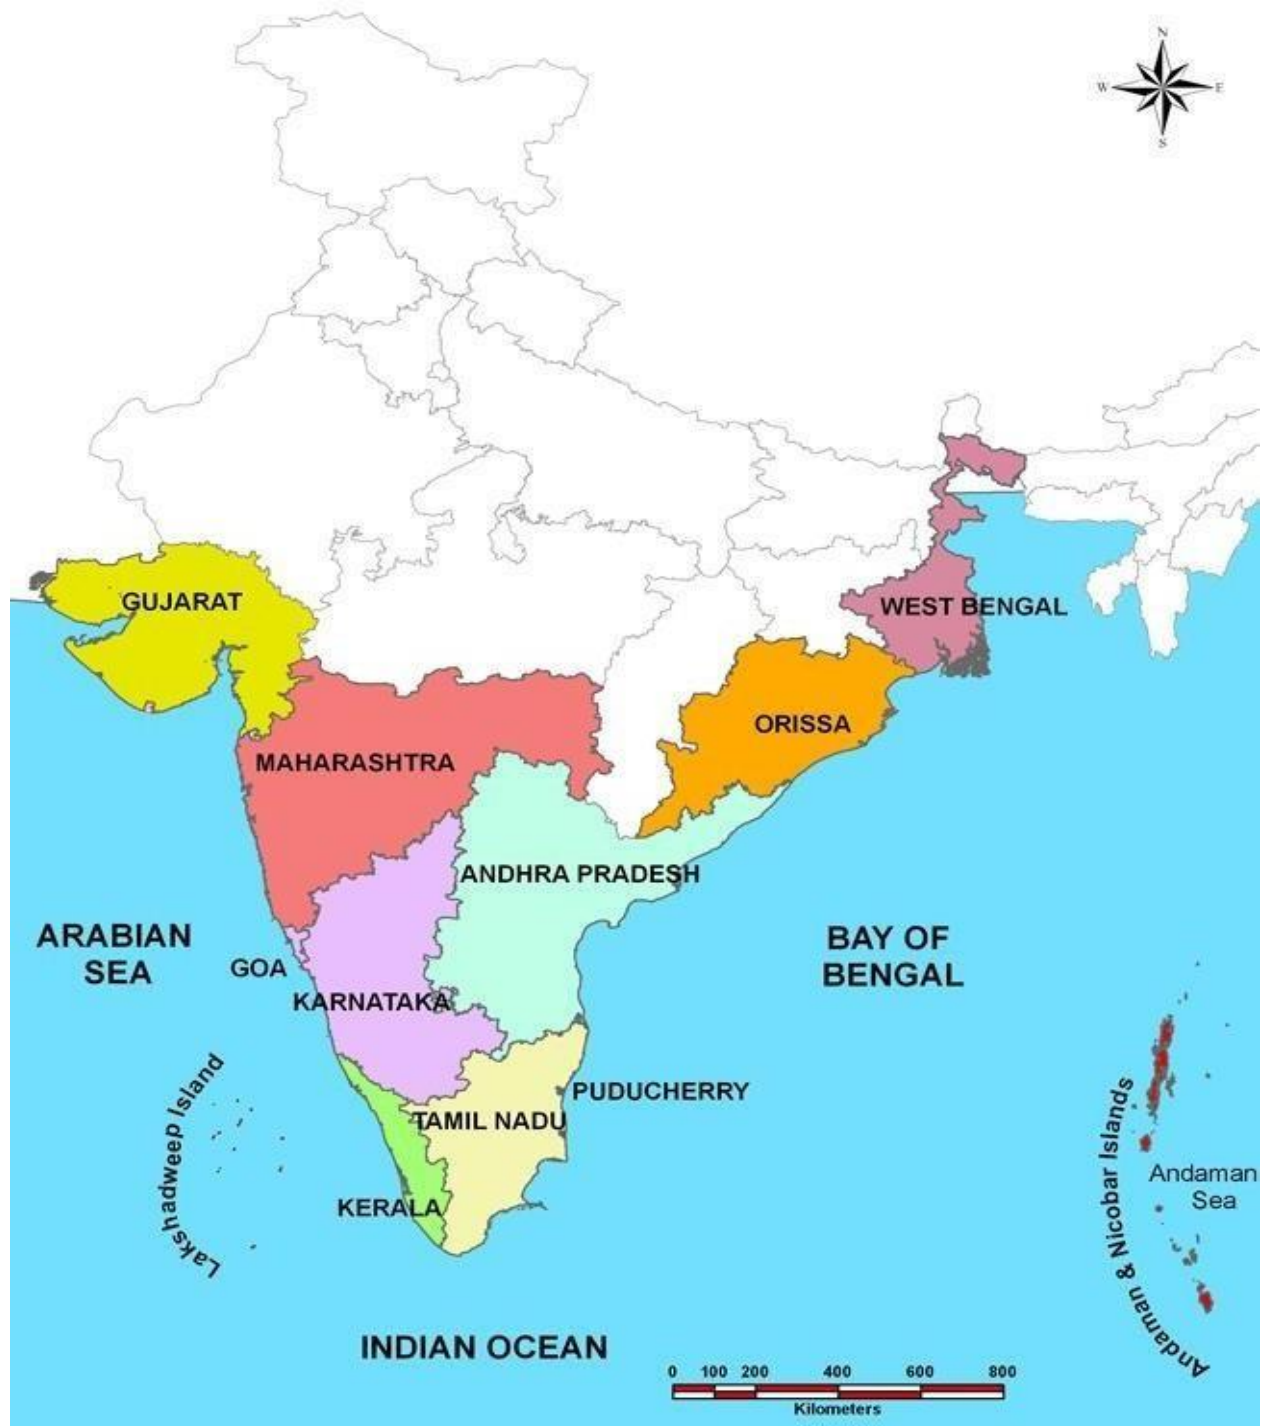 N
W E
S
GUJARAT
WEST BENGAL
ORISSA
MAHARASHTRA
ANDHRA PRADESH
ARABIAN
SEA
BAY OF
BENGAL
GOA
KARNATAKA
Lakshadweep Island
PUDUCHERRY
TAMIL NADU
Andaman & Nicobar Islands
Andaman
Sea
KERALA
INDIAN OCEAN
0 100 200 400 600 800
Kilometers